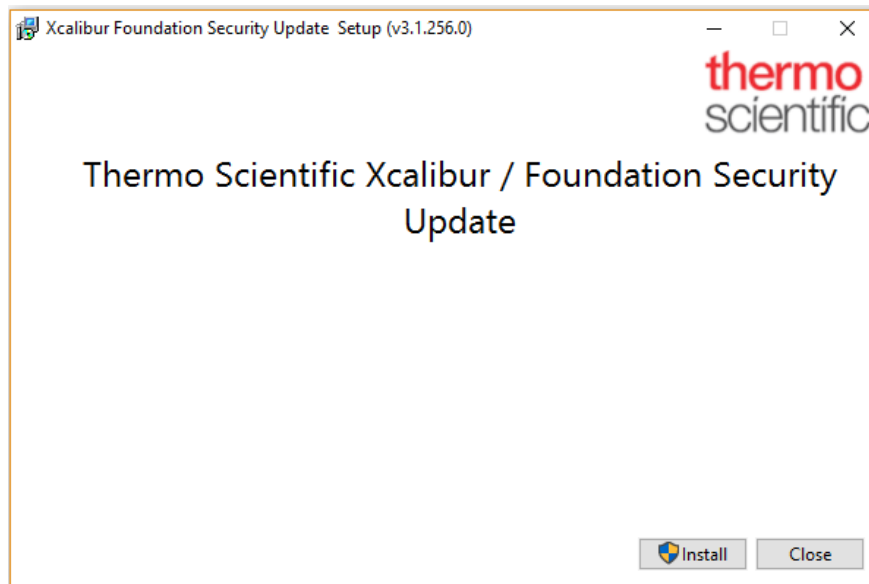 Xcalibur Foundation Security Update  Setup (v3.1.256.0)
thermo
scientific
Thermo Scientific Xcalibur / Foundation Security
Update
Install
Close